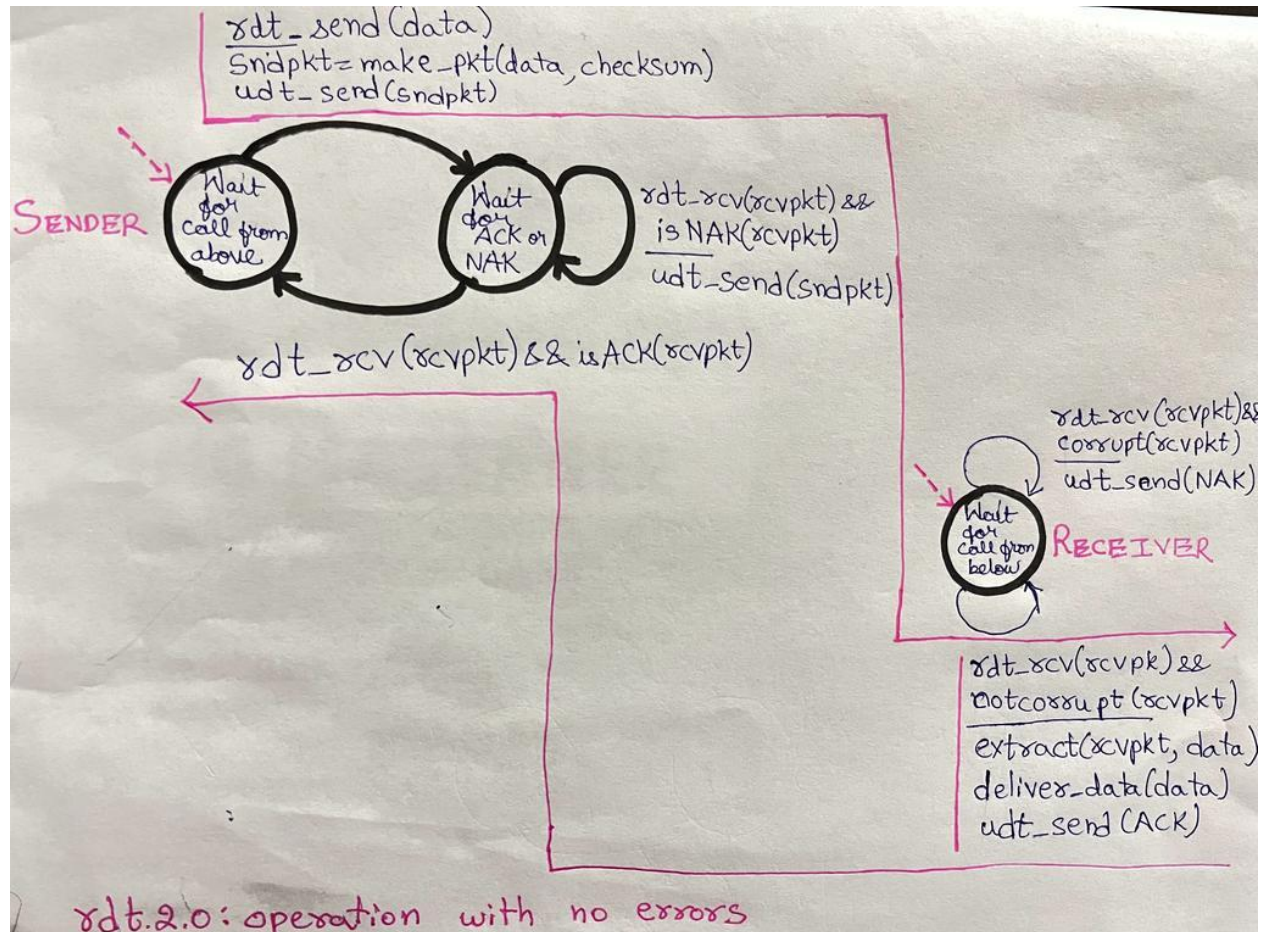 rdt_send(data)
sndpkt=make_pkt(data, checksum)
udt_send(sndpkt)
SENDER
Wait
for
call from
above
Wait
for
ACK or
NAK
rdt_rcv(rcvpkt) &&
isNAK(rcvpkt)
udt_send(sndpkt)
rdt_rcv(rcvpkt) && isACK(rcvpkt)
rdt_rcv(rcvpkt)&&
corrupt(rcvpkt)
udt_send(NAK)
Wait
for
call from
below
RECEIVER
rdt_rcv(rcvpk) &&
notcorrupt(rcvpkt)
extract(rcvpkt, data)
deliver_data(data)
udt_send(ACK)
rdt.2.0: operation with no errors